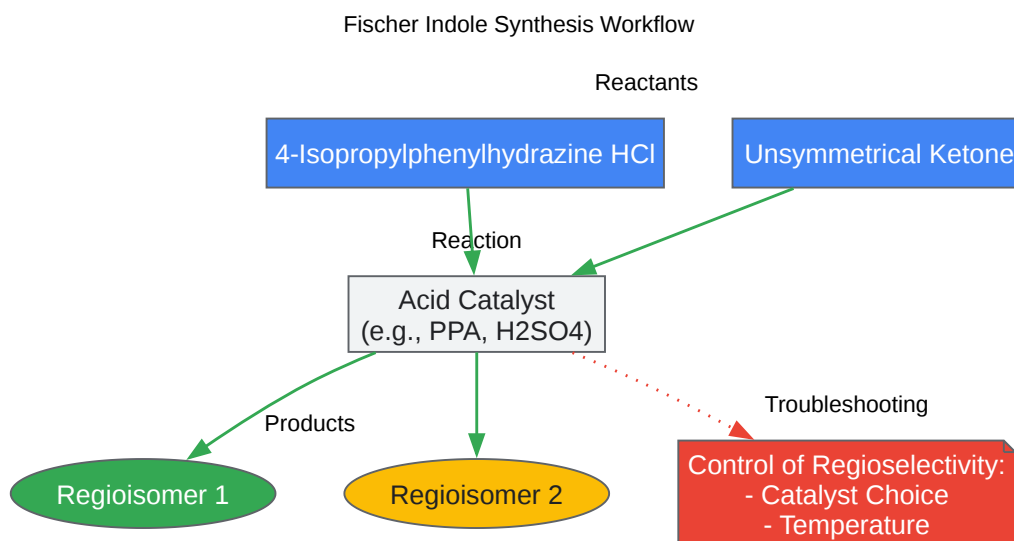 Fischer Indole Synthesis Workflow
Reactants
4-Isopropylphenylhydrazine HCl
Unsymmetrical Ketone
Reaction
Acid Catalyst
(e.g., PPA, H2SO4)
Products
Troubleshooting
Regioisomer 1
Regioisomer 2
Control of Regioselectivity:
- Catalyst Choice
- Temperature